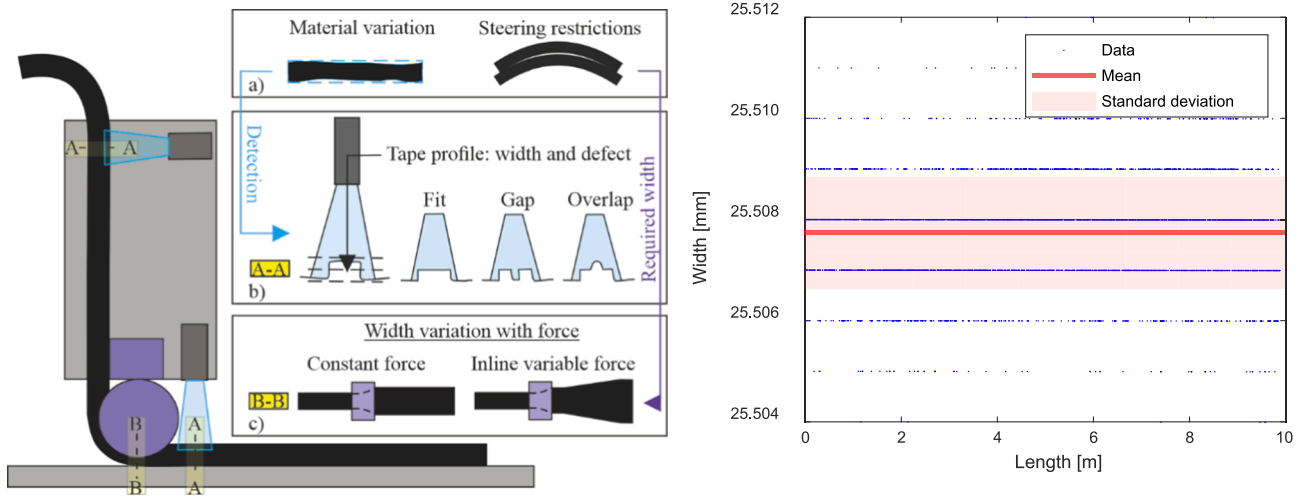 Material variation
Steering restrictions
a)
A-
- A
Detection
Required width
Tape profile: width and defect
Fit
Gap
Overlap
A-A
b)
Width variation with force
Constant force
Inline variable force
B-B
c)
B
A
B
A
25.512
25.510
25.508
25.506
25.504
Width [mm]
Data
Mean
Standard deviation
0
2
4
6
8
10
Length [m]